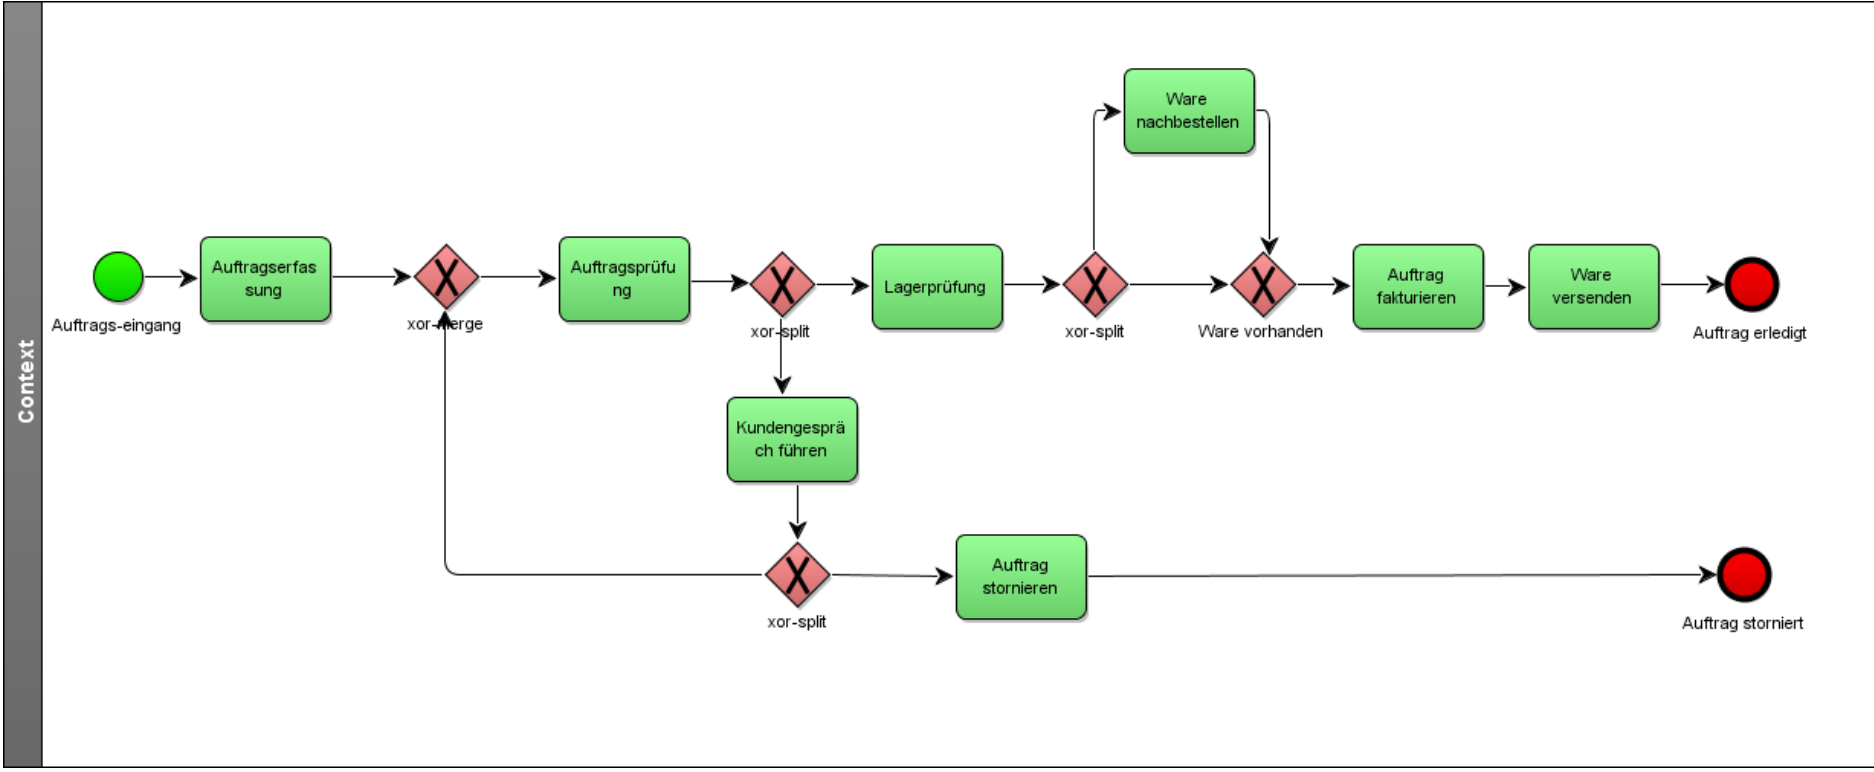 Context
Auftrags-eingang
Auftragserfas
sung
xor-merge
Auftragsprüfu
ng
xor-split
Lagerprüfung
xor-split
Ware
nachbestellen
Ware vorhanden
Auftrag
fakturieren
Ware
versenden
Auftrag erledigt
Kundengesprä
ch führen
xor-split
Auftrag
stornieren
Auftrag storniert